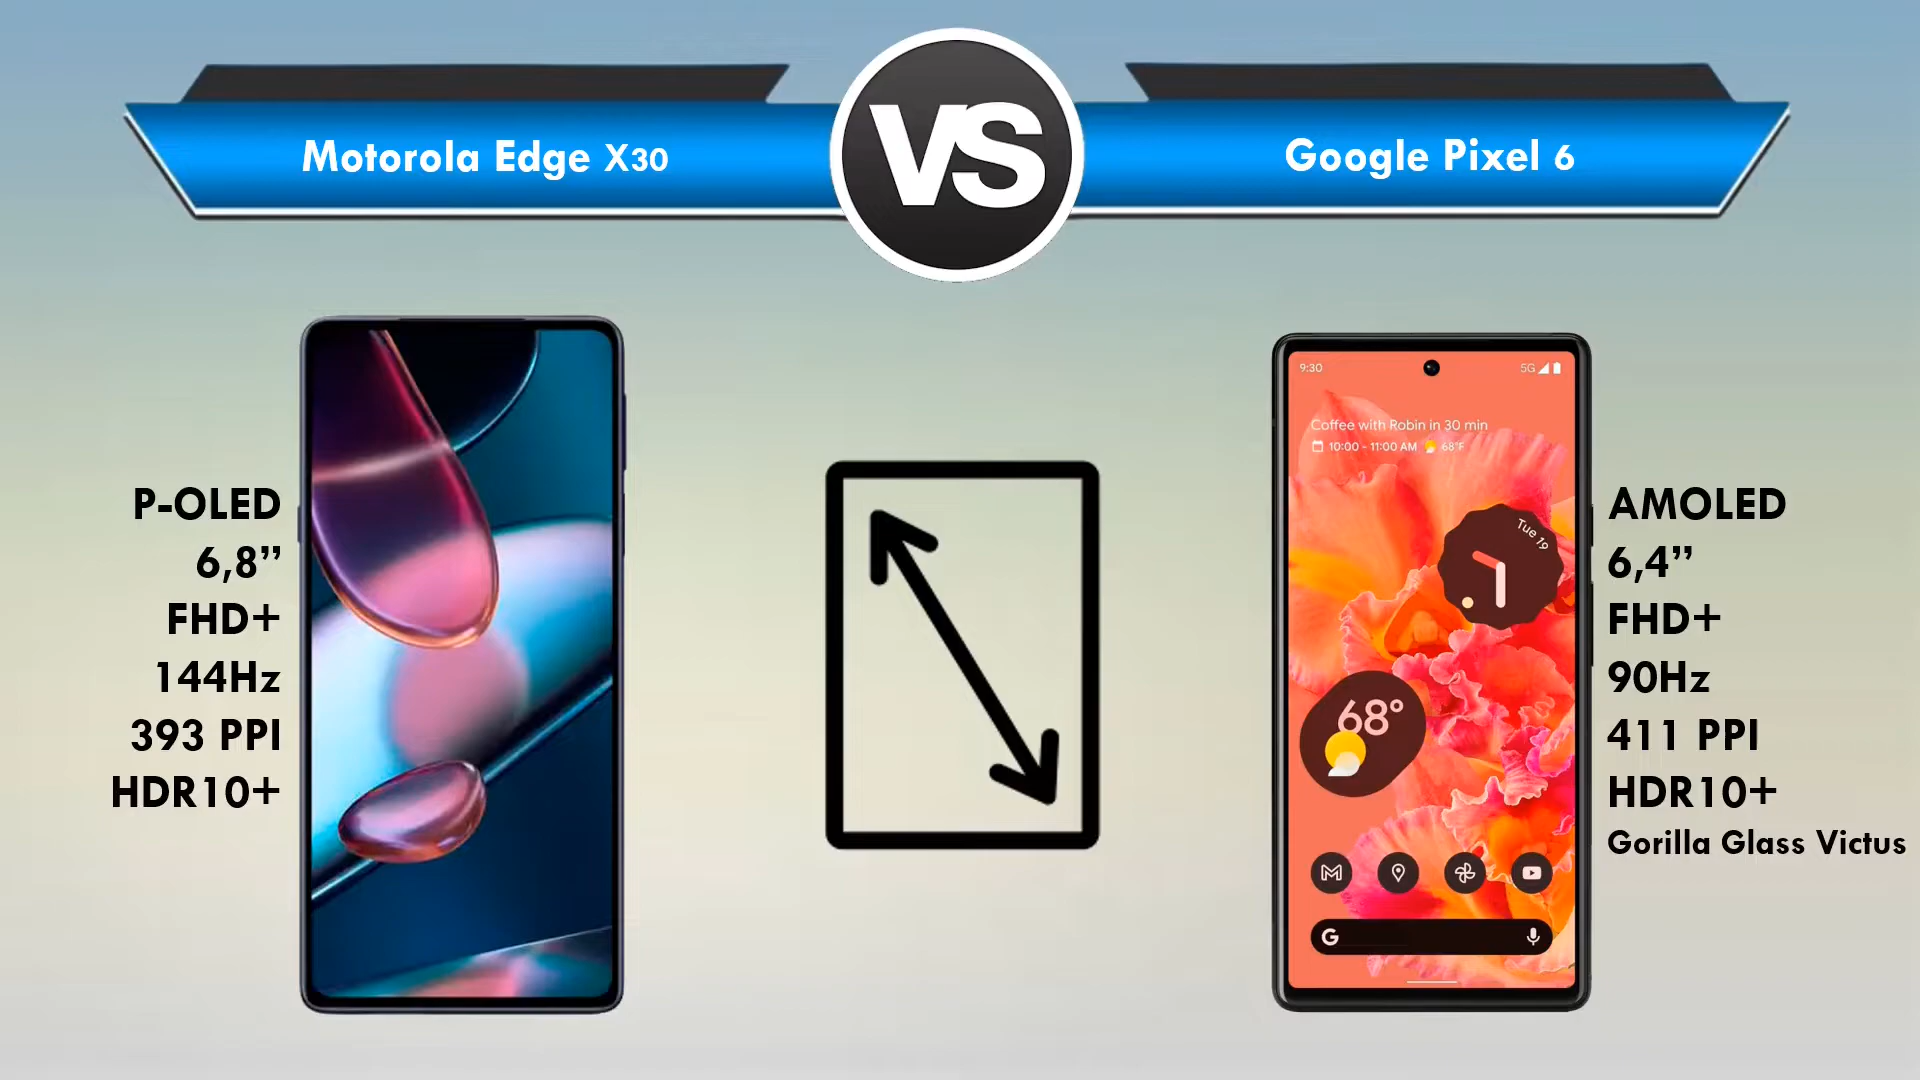 VS
Motorola Edge X30
Google Pixel 6
P-OLED
6,8”
FHD+
144Hz
393 PPI
HDR10+
9:30
5G
Coffee with Robin in 30 min
10:00 - 11:00 AM 68°F
Tue 19
68°
G
AMOLED
6,4”
FHD+
90Hz
411 PPI
HDR10+
Gorilla Glass Victus